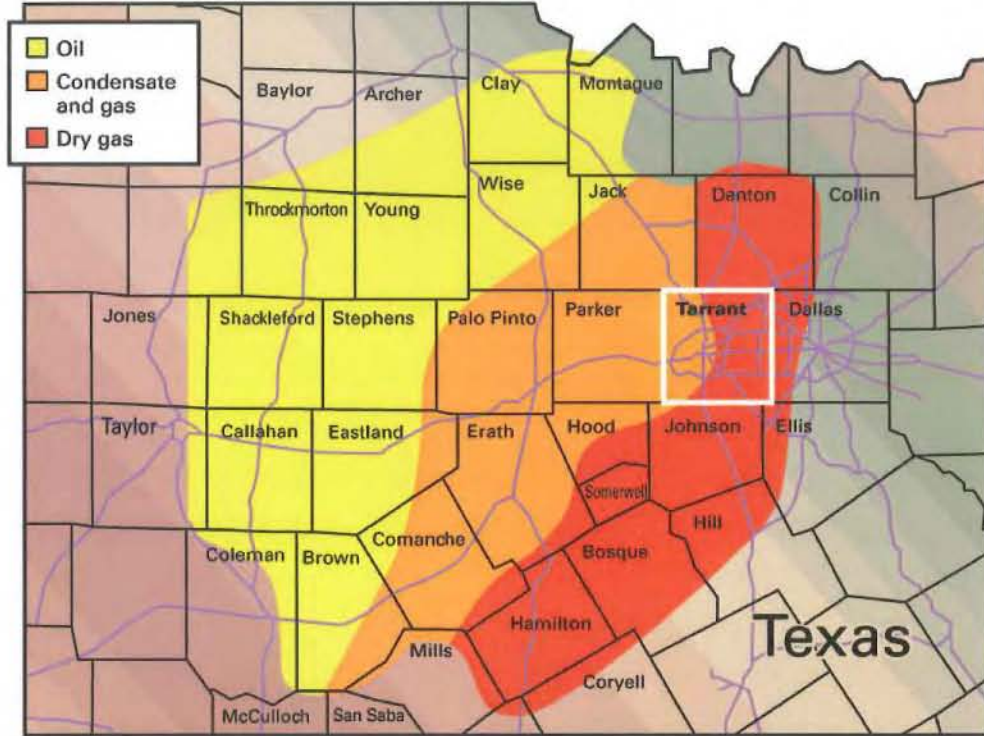 Oil
Condensate
and gas
Dry gas
Baylor
Archer
Clay
Montague
Throckmorton
Young
Wise
Jack
Danton
Collin
Jones
Shackleford
Stephens
Palo Pinto
Parker
Tarrant
Dallas
Taylor
Callahan
Eastland
Erath
Hood
Johnson
Ellis
Somerwell
Coleman
Brown
Comanche
Bosque
Hill
Hamilton
Mills
Texas
Coryell
McCulloch
San Saba